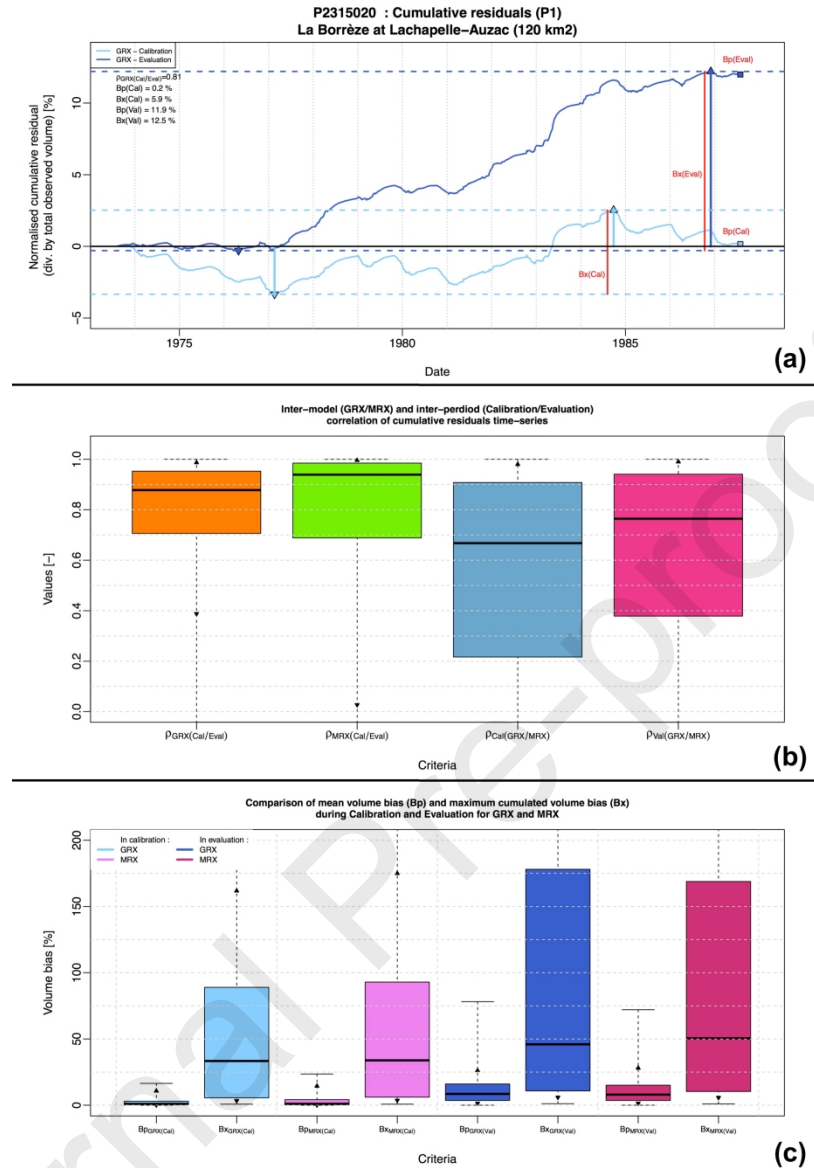 P2315020 : Cumulative residuals (P1)
La Borrèze at Lachapelle−Auzac (120 km2)
GRX − Calibration
GRX − Evaluation
ρGRX(Cal/Eval)=0.81
Bp(Cal) = 0.2 %
Bx(Cal) = 5.9 %
Bp(Val) = 11.9 %
Bx(Val) = 12.5 %
Bp(Eval)
Bx(Eval)
Bp(Cal)
Bx(Cal)
Normalised cumulative residual
(div. by total observed volume) [%]
10
5
0
−5
1975 1980 1985
Date
(a)
Inter−model (GRX/MRX) and inter−perdiod (Calibration/Evaluation)
correlation of cumulative residuals time−series
Values [−]
1.0
0.8
0.6
0.4
0.2
0.0
ρGRX(Cal/Eval) ρMRX(Cal/Eval) ρCal(GRX/MRX) ρVal(GRX/MRX)
Criteria
(b)
Comparison of mean volume bias (Bp) and maximum cumulated volume bias (Bx)
during Calibration and Evaluation for GRX and MRX
In calibration : In evaluation :
GRX GRX
MRX MRX
Volume bias [%]
200
150
100
50
0
BpGRX(Cal) BxGRX(Cal) BpMRX(Cal) BxMRX(Cal) BpGRX(Val) BxGRX(Val) BpMRX(Val) BxMRX(Val)
Criteria
(c)
rnal Pre-proo